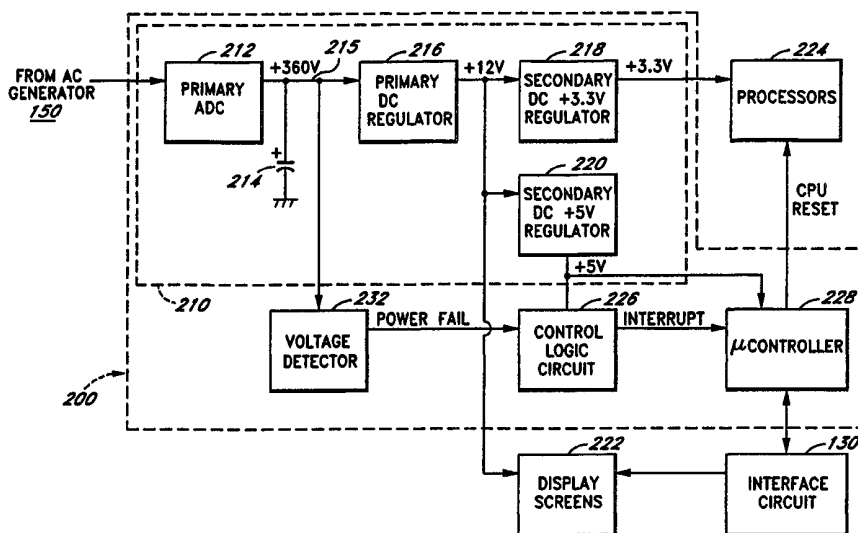 FROM AC
GENERATOR
150
212
PRIMARY
ADC
+360V
215
216
PRIMARY
DC
REGULATOR
+12V
218
SECONDARY
DC +3.3V
REGULATOR
+3.3V
224
PROCESSORS
+
214
220
SECONDARY
DC +5V
REGULATOR
CPU
RESET
+5V
210
232
VOLTAGE
DETECTOR
POWER FAIL
226
CONTROL
LOGIC
CIRCUIT
INTERRUPT
228
μCONTROLLER
200
222
DISPLAY
SCREENS
130
INTERFACE
CIRCUIT